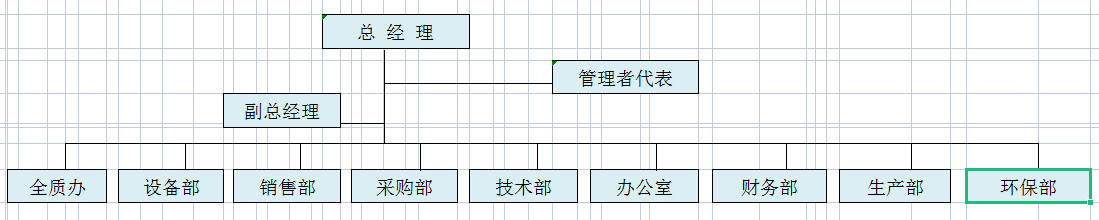 总 经 理
管理者代表
副总经理
全质办
设备部
销售部
采购部
技术部
办公室
财务部
生产部
环保部